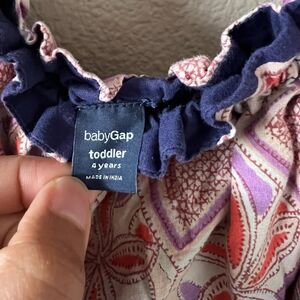 babyGap
toddler
4 years
MADE IN INDIA